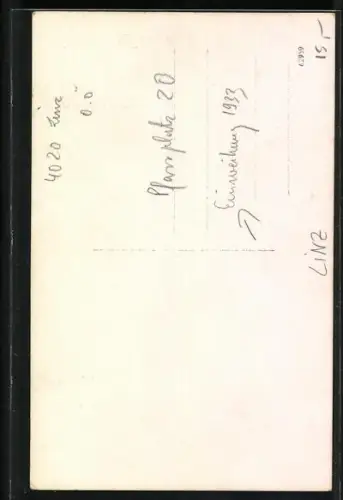 4020 Linz
O.Ö
Pfarrplatz 20
Einweihung 1933
LINZ
15,-